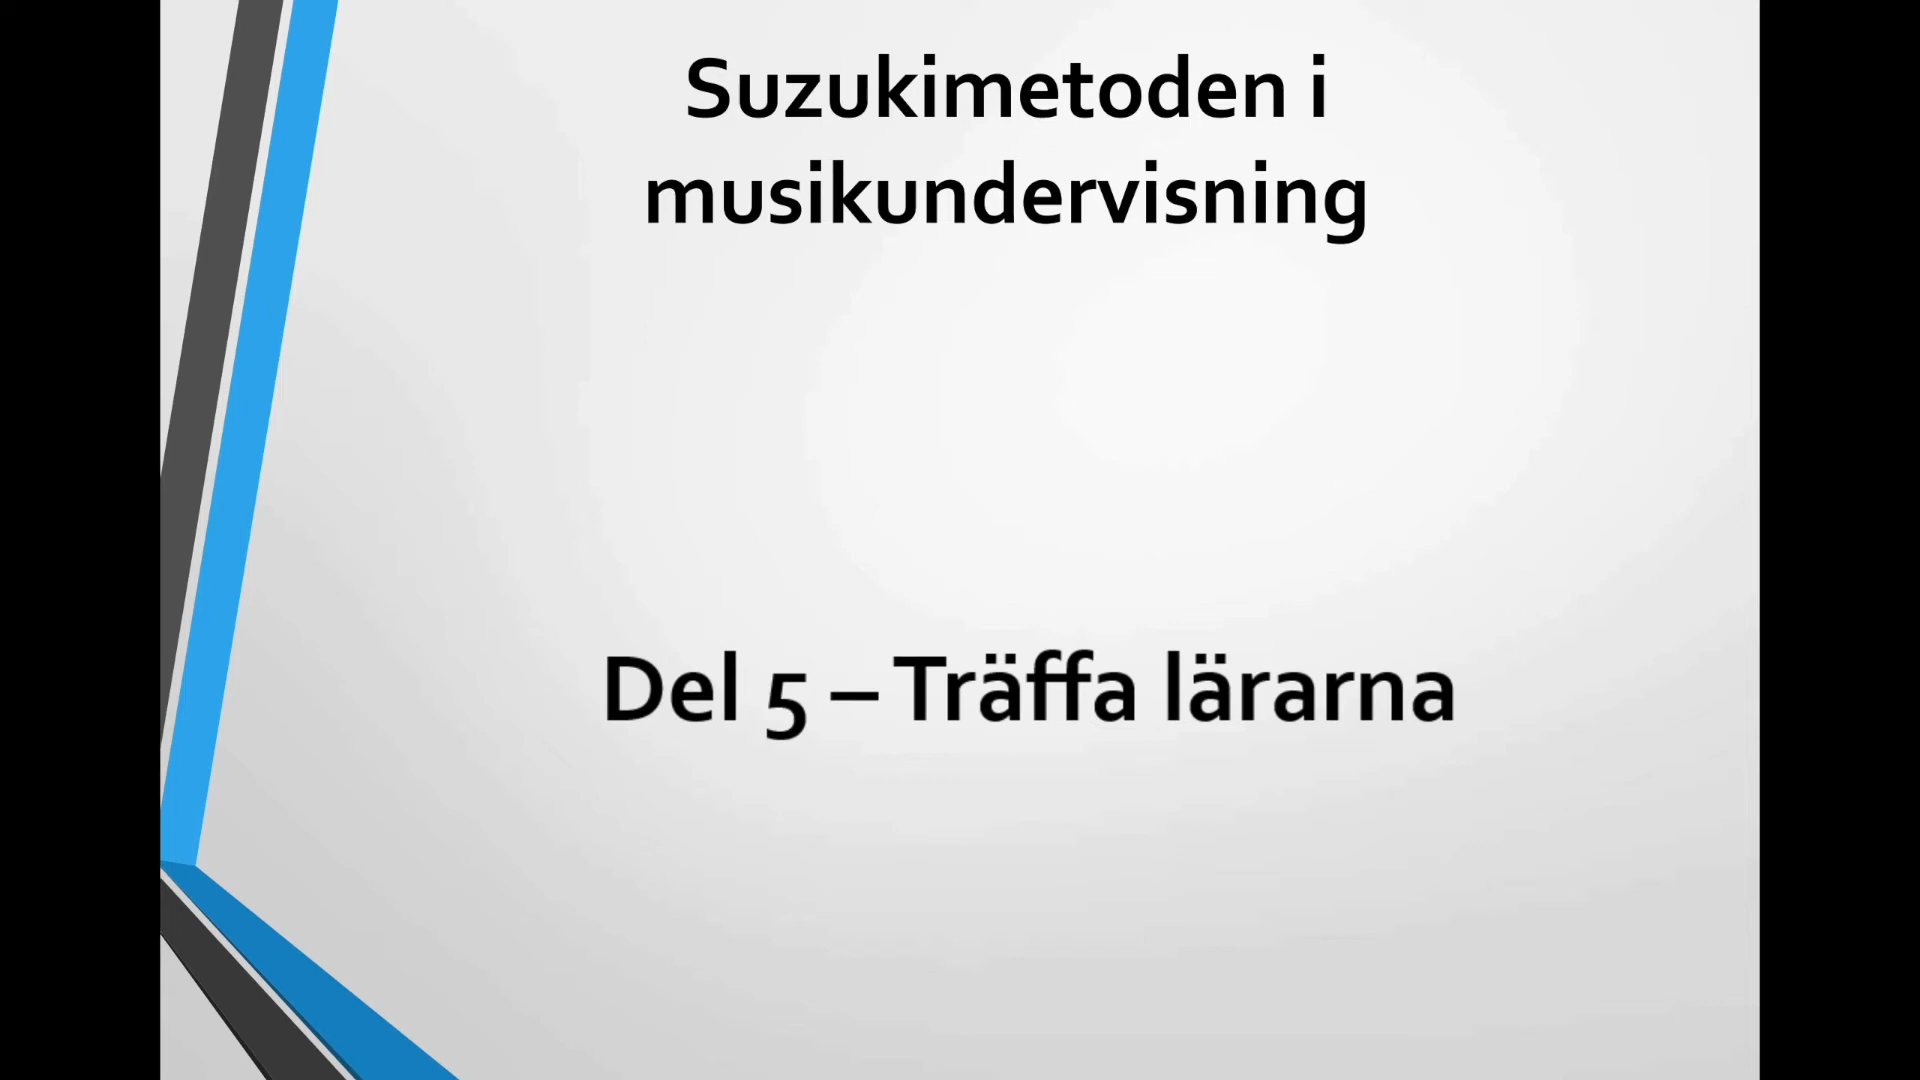 Suzukimetoden i
musikundervisning
Del 5 – Träffa lärarna